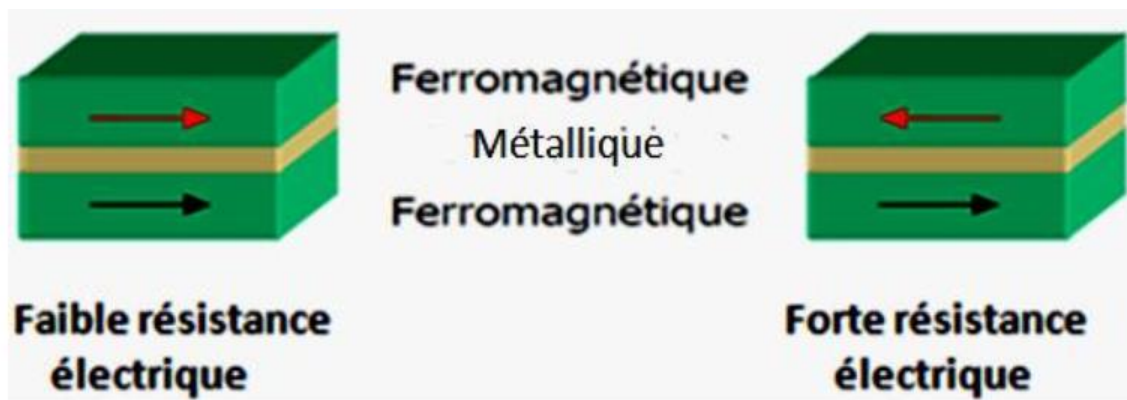 Ferromagnétique
Métallique
Ferromagnétique
Faible résistance
électrique
Forte résistance
électrique